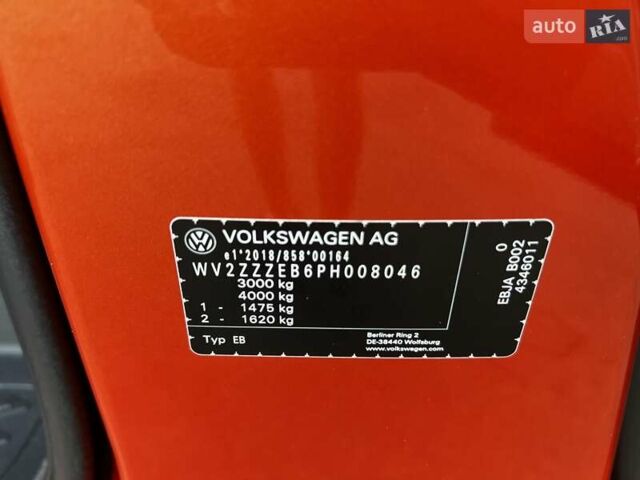 auto RIA.com
VOLKSWAGEN AG
e1*2018/858*00164
WV2ZZZEB6PH008046
3000 kg
4000 kg
1 - 1475 kg
2 - 1620 kg
Typ EB
Berliner Ring 2
DE-38440 Wolfsburg
www.volkswagen.com
0
EBJA B002
4346011